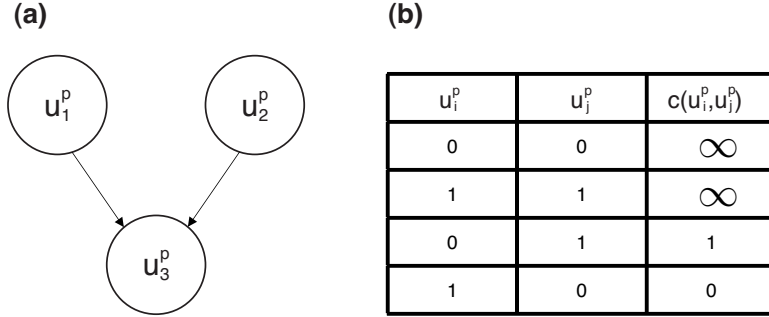 (a)
u₁ᵖ u₂ᵖ
u₃ᵖ
(b)
uᵢᵖ uⱼᵖ c(uᵢᵖ,uⱼᵖ)
0 0 ∞
1 1 ∞
0 1 1
1 0 0